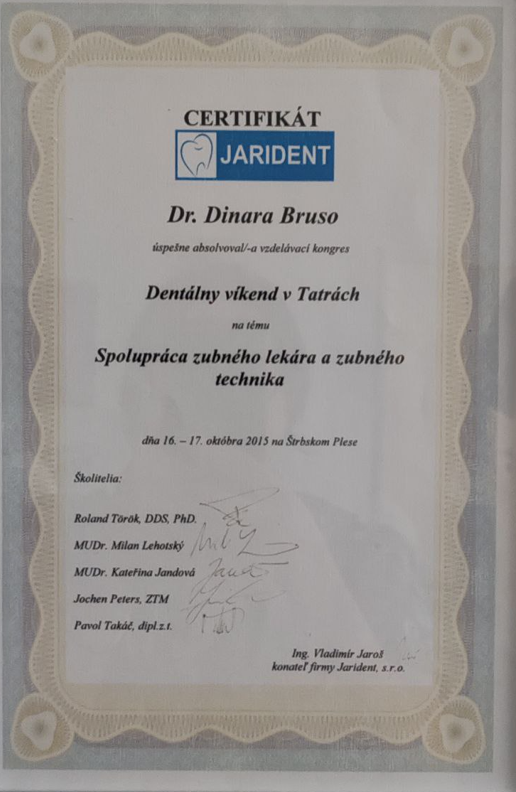 CERTIFIKÁT
JARIDENT
Dr. Dinara Bruso
úspešne absolvoval/-a vzdelávací kongres
Dentálny víkend v Tatrách
na tému
Spolupráca zubného lekára a zubného
technika
dňa 16. – 17. októbra 2015 na Štrbskom Plese
Školitelia:
Roland Török, DDS, PhD.
MUDr. Milan Lehotský
MUDr. Kateřina Jandová
Jochen Peters, ZTM
Pavol Takáč, dipl.z.t.
Ing. Vladimír Jaroš
konateľ firmy Jarident, s.r.o.